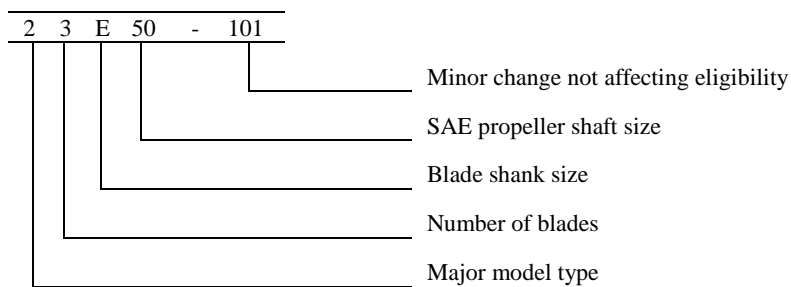 2 3 E 50 - 101
Minor change not affecting eligibility
SAE propeller shaft size
Blade shank size
Number of blades
Major model type